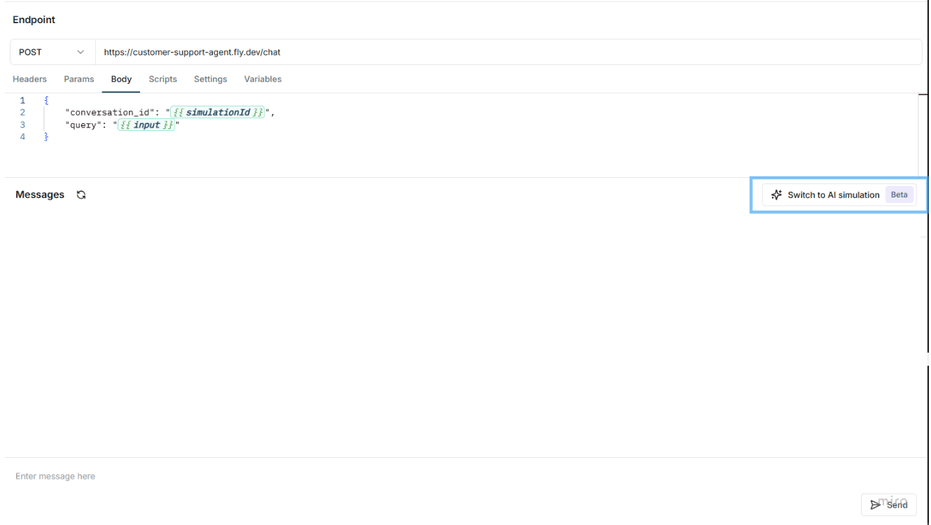 Endpoint
POST https://customer-support-agent.fly.dev/chat
Headers Params Body Scripts Settings Variables
1 {
2 "conversation_id": "{{ simulationId }}",
3 "query": "{{ input }}"
4 }
Messages Switch to AI simulation Beta
Enter message here
miro
Send